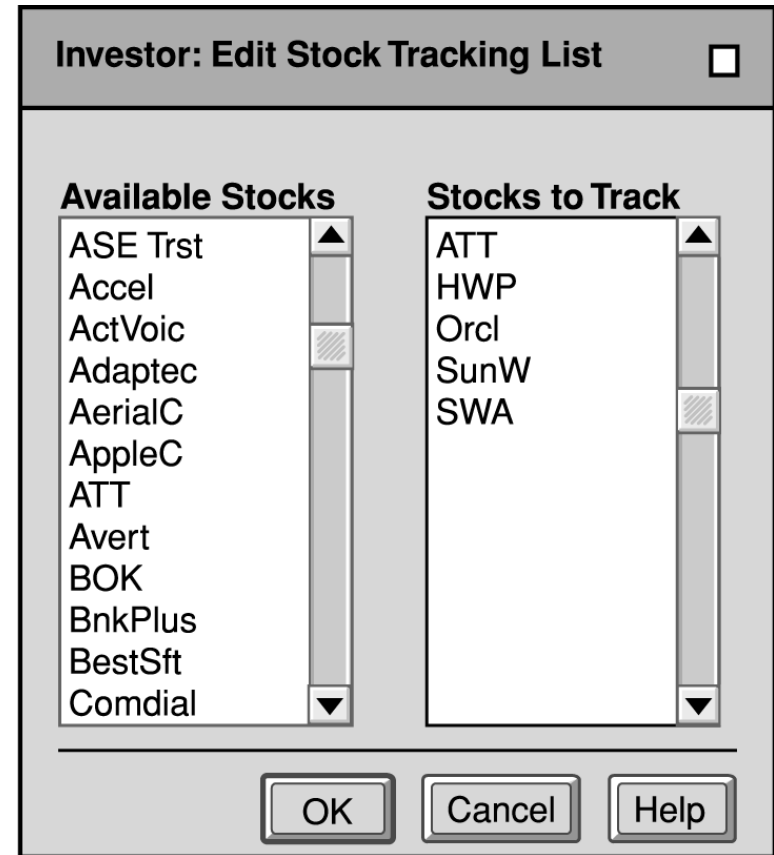 Investor: Edit Stock Tracking List
Available Stocks
ASE Trst
Accel
ActVoic
Adaptec
AerialC
AppleC
ATT
Avert
BOK
BnkPlus
BestSft
Comdial
Stocks to Track
ATT
HWP
Orcl
SunW
SWA
OK
Cancel
Help